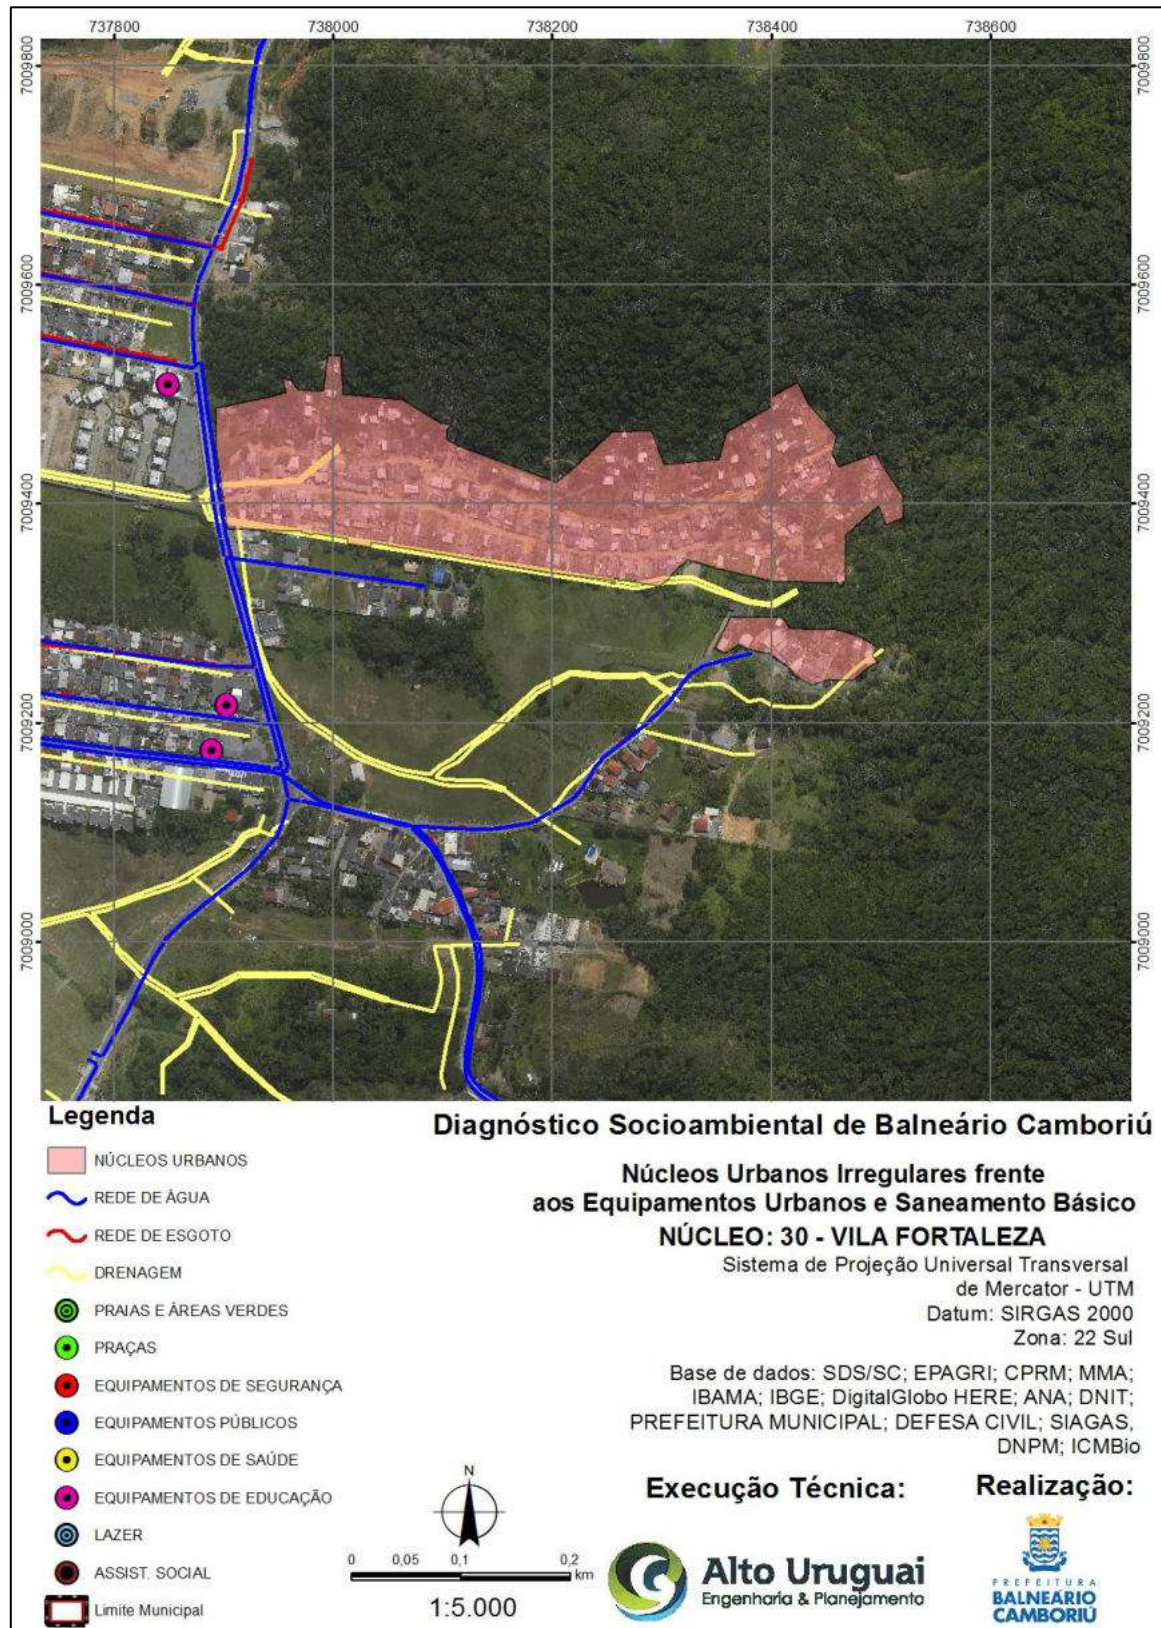 737800 738000 738200 738400 738600
7009800 7009800
7009600 7009600
7009400 7009400
7009200 7009200
7009000 7009000
Legenda
NÚCLEOS URBANOS
REDE DE ÁGUA
REDE DE ESGOTO
DRENAGEM
PRAIAS E ÁREAS VERDES
PRAÇAS
EQUIPAMENTOS DE SEGURANÇA
EQUIPAMENTOS PÚBLICOS
EQUIPAMENTOS DE SAÚDE
EQUIPAMENTOS DE EDUCAÇÃO
LAZER
ASSIST. SOCIAL
Limite Municipal
N
0 0,05 0,1 0,2
km
1:5.000
Diagnóstico Socioambiental de Balneário Camboriú
Núcleos Urbanos Irregulares frente
aos Equipamentos Urbanos e Saneamento Básico
NÚCLEO: 30 - VILA FORTALEZA
Sistema de Projeção Universal Transversal
de Mercator - UTM
Datum: SIRGAS 2000
Zona: 22 Sul
Base de dados: SDS/SC; EPAGRI; CPRM; MMA;
IBAMA; IBGE; DigitalGlobo HERE; ANA; DNIT;
PREFEITURA MUNICIPAL; DEFESA CIVIL; SIAGAS,
DNPM; ICMBio
Execução Técnica:
Alto Uruguai
Engenharia & Planejamento
Realização:
PREFEITURA
BALNEÁRIO
CAMBORIÚ